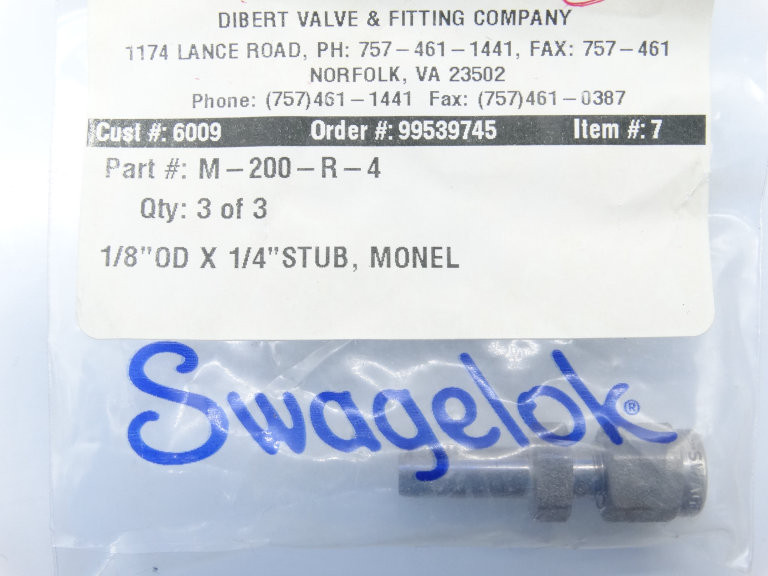 DIBERT VALVE & FITTING COMPANY
1174 LANCE ROAD, PH: 757-461-1441, FAX: 757-461
NORFOLK, VA 23502
Phone: (757)461-1441 Fax: (757)461-0387
Cust #: 6009 Order #: 99539745 Item #: 7
Part #: M-200-R-4
Qty: 3 of 3
1/8"OD X 1/4"STUB, MONEL
Swagelok®